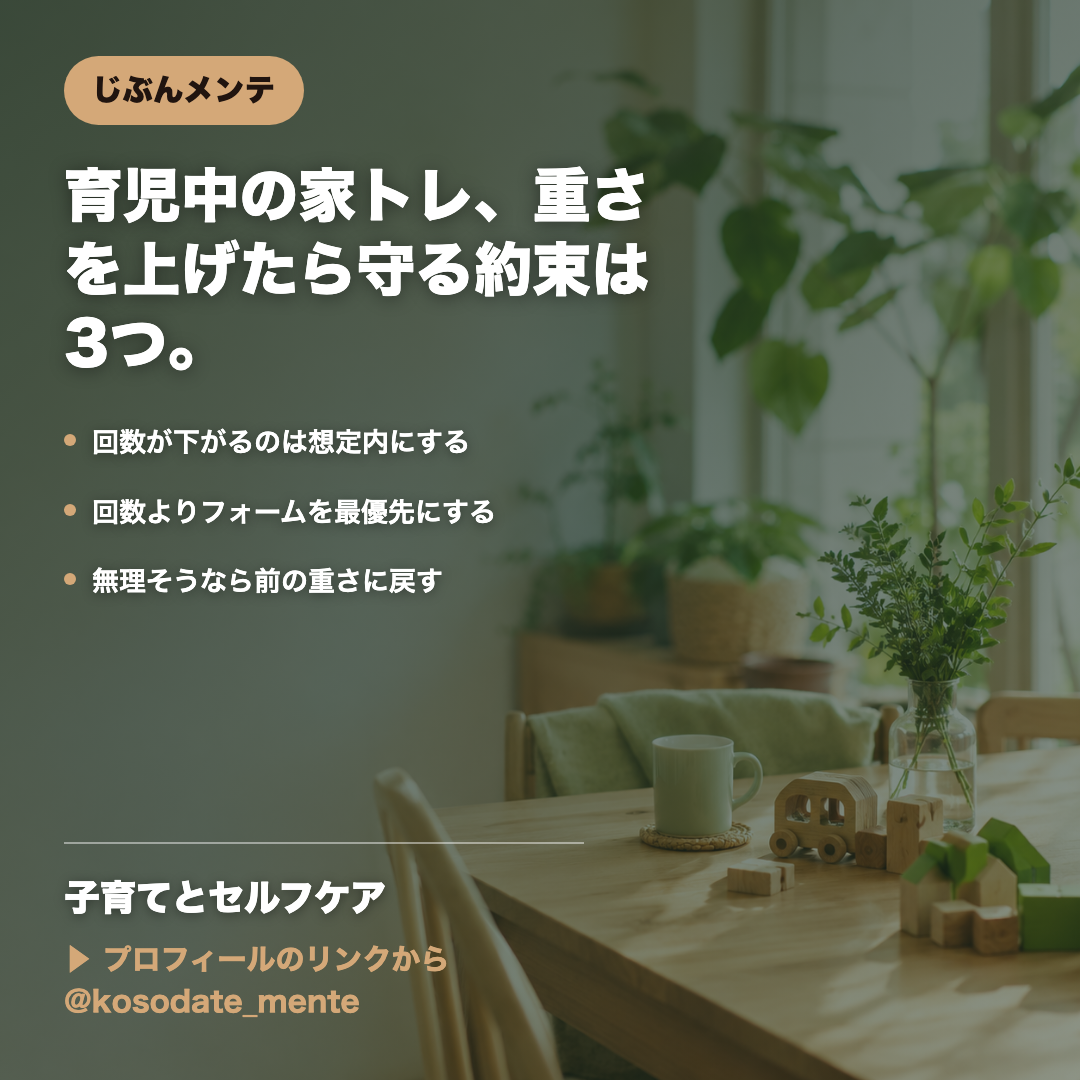 じぶんメンテ
育児中の家トレ、重さ
を上げたら守る約束は
3つ。
回数が下がるのは想定内にする
回数よりフォームを最優先にする
無理そうなら前の重さに戻す
子育てとセルフケア
▶ プロフィールのリンクから
@kosodate_mente